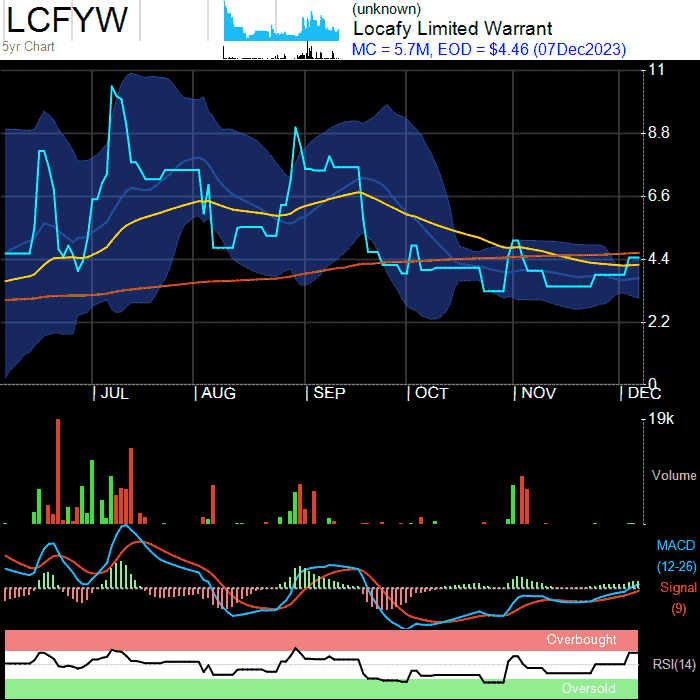 LCFYW
5yr Chart
(unknown)
Locafy Limited Warrant
MC = 5.7M, EOD = $4.46 (07Dec2023)
11
8.8
6.6
4.4
2.2
0
JUL
AUG
SEP
OCT
NOV
DEC
19k
Volume
MACD
(12-26)
Signal
(9)
Overbought
RSI(14)
Oversold